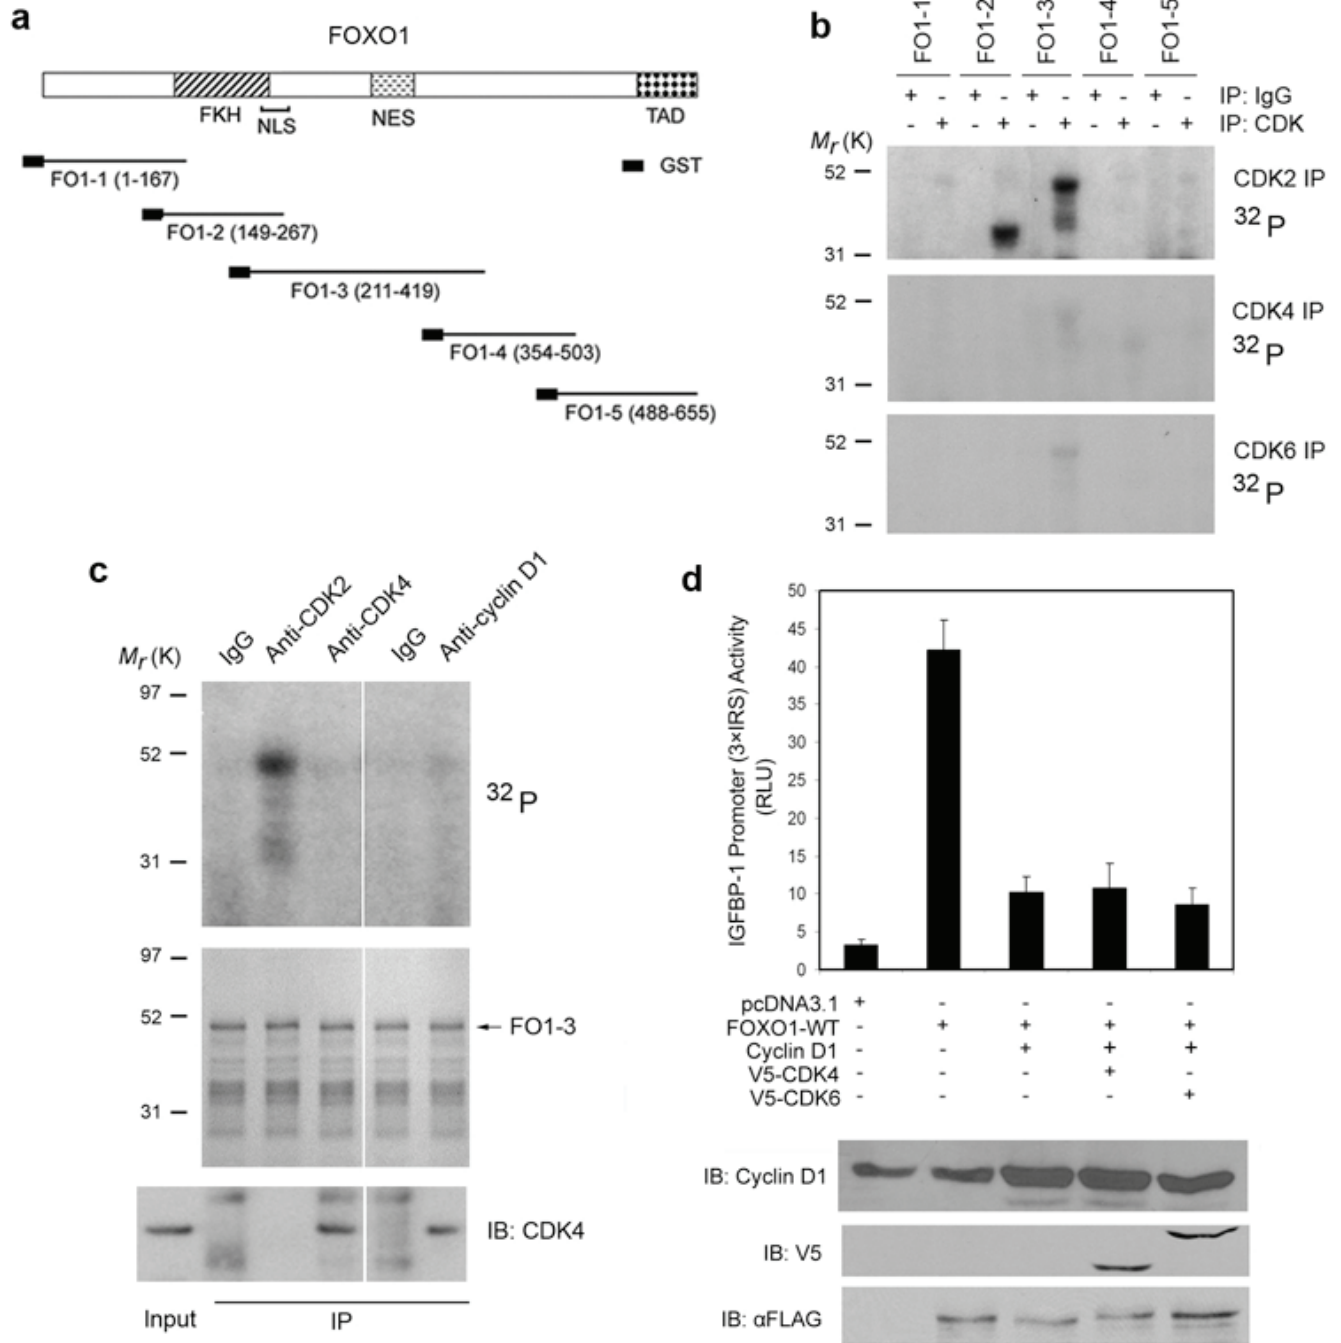 a
FOXO1
FKH
NLS
NES
TAD
GST
FO1-1 (1-167)
FO1-2 (149-267)
FO1-3 (211-419)
FO1-4 (354-503)
FO1-5 (488-655)
b
FO1-1 FO1-2 FO1-3 FO1-4 FO1-5
+ - + - + - + - + - IP: IgG
- + - + - + - + - + IP: CDK
Mr (K)
52
31
CDK2 IP
32P
52
31
CDK4 IP
32P
52
31
CDK6 IP
32P
c
IgG Anti-CDK2 Anti-CDK4 IgG Anti-cyclin D1
Mr (K)
97
52
31
32P
97
52
31
FO1-3
IB: CDK4
Input
IP
d
IGFBP-1 Promoter (3×IRS) Activity
(RLU)
50
45
40
35
30
25
20
15
10
5
0
pcDNA3.1 + - - - -
FOXO1-WT - + + + +
Cyclin D1 - - + + +
V5-CDK4 - - - + -
V5-CDK6 - - - - +
IB: Cyclin D1
IB: V5
IB: αFLAG